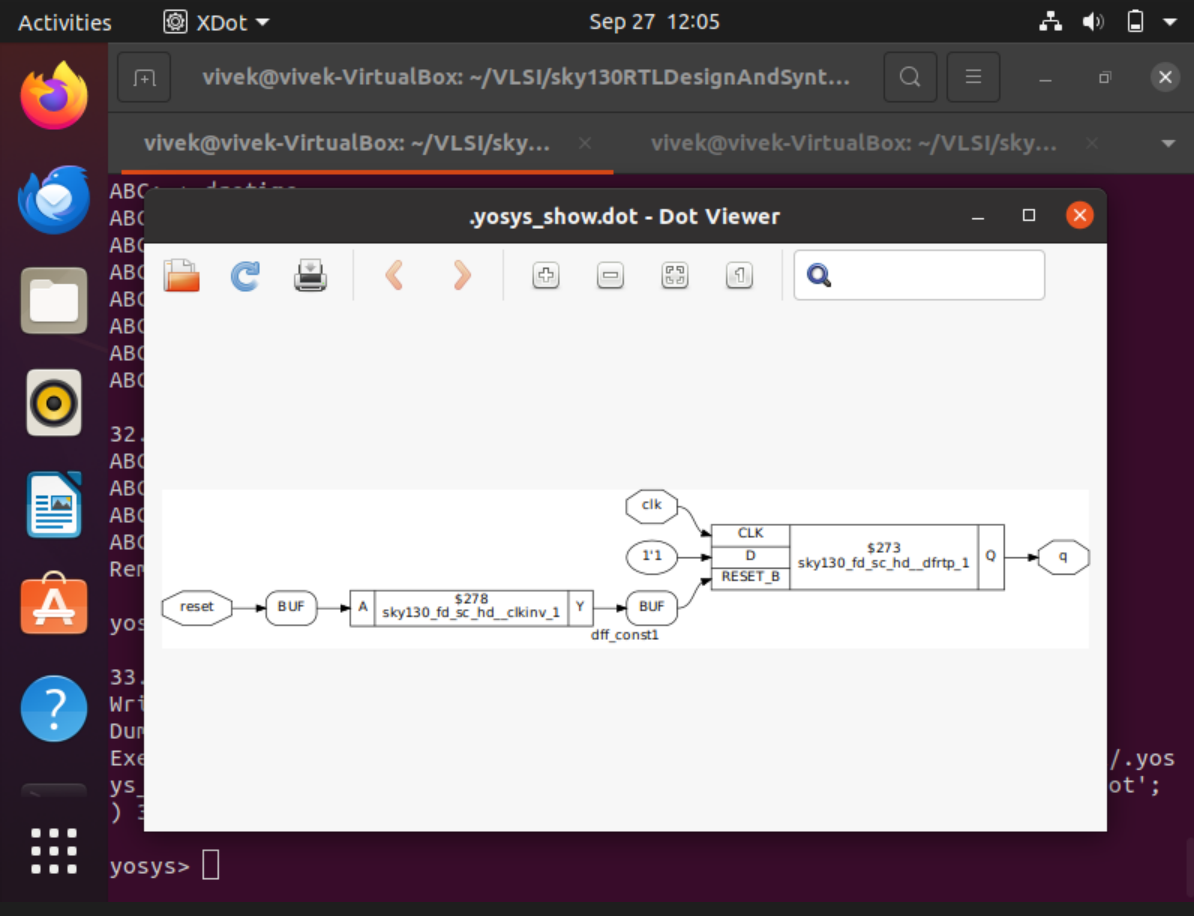 Activities XDot Sep 27 12:05
vivek@vivek-VirtualBox: ~/VLSI/sky130RTLDesignAndSynt...
vivek@vivek-VirtualBox: ~/VLSI/sky... vivek@vivek-VirtualBox: ~/VLSI/sky...
ABC:
.yosys_show.dot - Dot Viewer
ABC
ABC
ABC
ABC
ABC
ABC
ABC
32.
ABC
ABC
ABC
ABC
Rem
yos
33.
Wri
Dum
Exe
/.yos
ys_
ot';
) 3
clk
CLK
1'1
D
$273
sky130_fd_sc_hd__dfrtp_1
Q
q
RESET_B
reset
BUF
A
$278
sky130_fd_sc_hd__clkinv_1
Y
BUF
dff_const1
yosys>